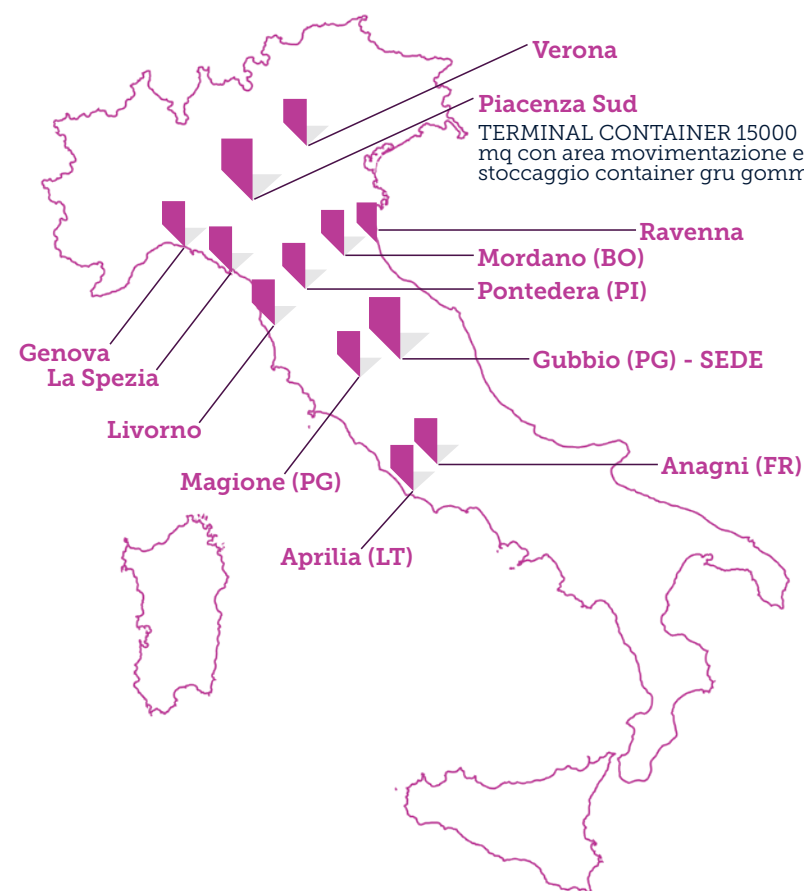 Verona
Piacenza Sud
TERMINAL CONTAINER 15000
mq con area movimentazione e
stoccaggio container gru
Ravenna
Mordano (BO)
Pontedera (PI)
Genova
La Spezia
Gubbio (PG) - SEDE
Livorno
Magione (PG)
Anagni (FR)
Aprilia (LT)